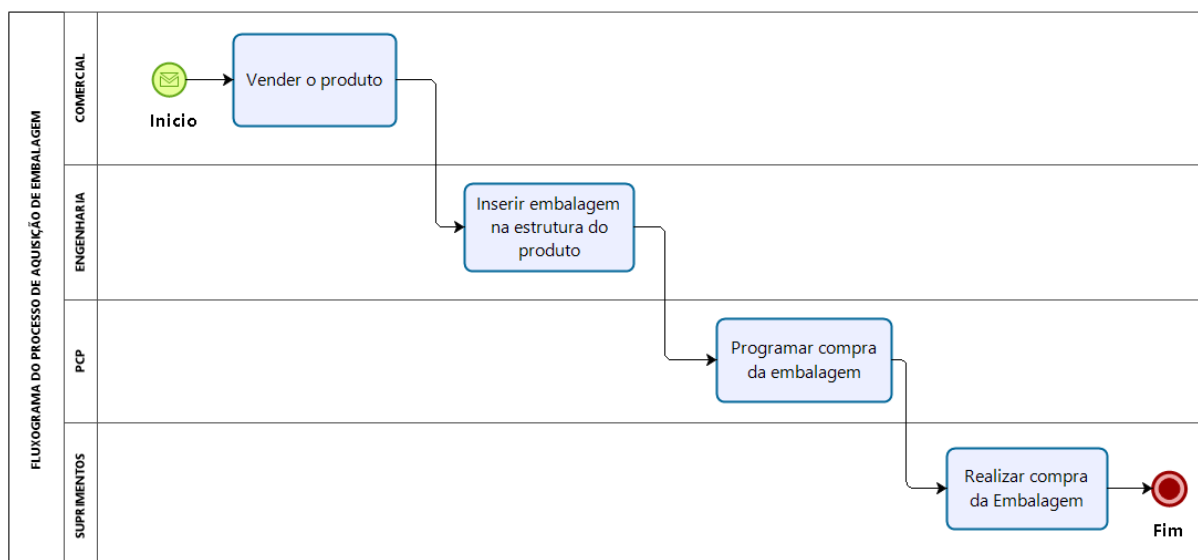 FLUXOGRAMA DO PROCESSO DE AQUISIÇÃO DE EMBALAGEM
COMERCIAL
Inicio
Vender o produto
ENGENHARIA
Inserir embalagem
na estrutura do
produto
PCP
Programar compra
da embalagem
SUPRIMENTOS
Realizar compra
da Embalagem
Fim